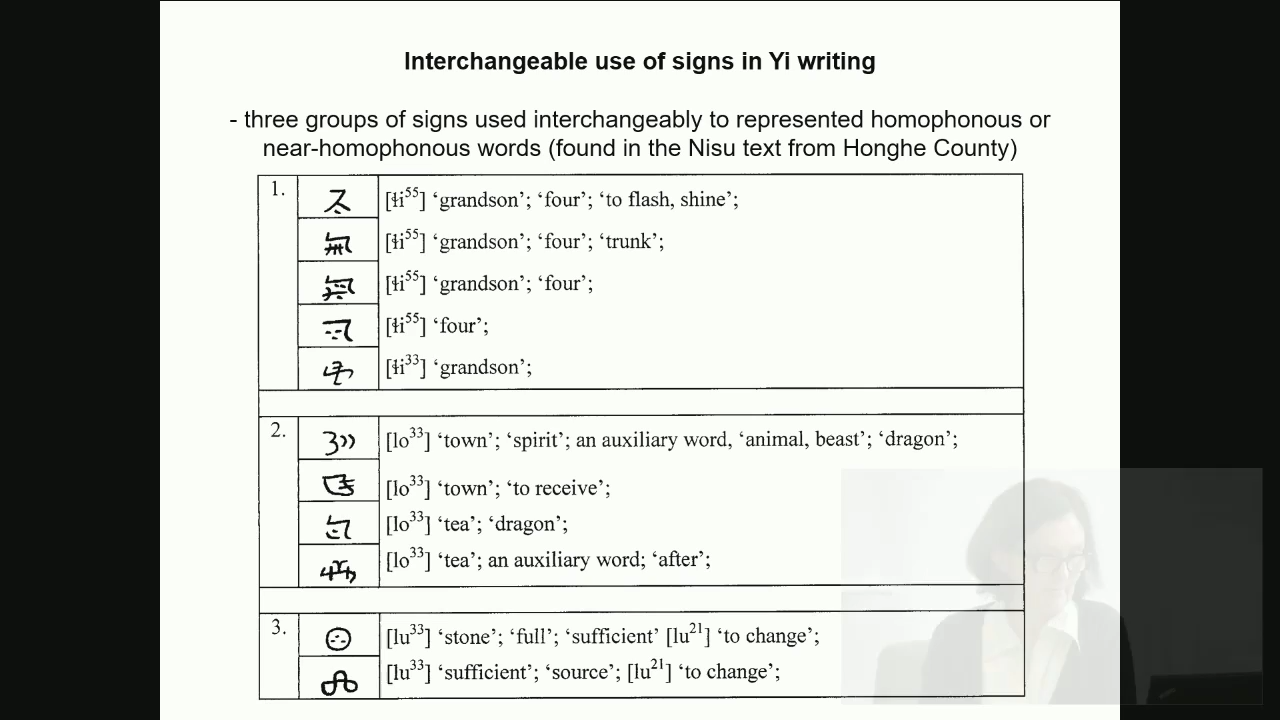 Interchangeable use of signs in Yi writing
- three groups of signs used interchangeably to represented homophonous or
near-homophonous words (found in the Nisu text from Honghe County)
1. [ɬi⁵⁵] ‘grandson’; ‘four’; ‘to flash, shine’;
[ɬi⁵⁵] ‘grandson’; ‘four’; ‘trunk’;
[ɬi⁵⁵] ‘grandson’; ‘four’;
[ɬi⁵⁵] ‘four’;
[ɬi³³] ‘grandson’;
2. [lo³³] ‘town’; ‘spirit’; an auxiliary word, ‘animal, beast’; ‘dragon’;
[lo³³] ‘town’; ‘to receive’;
[lo³³] ‘tea’; ‘dragon’;
[lo³³] ‘tea’; an auxiliary word; ‘after’;
3. [lu³³] ‘stone’; ‘full’; ‘sufficient’ [lu²¹] ‘to change’;
[lu³³] ‘sufficient’; ‘source’; [lu²¹] ‘to change’;